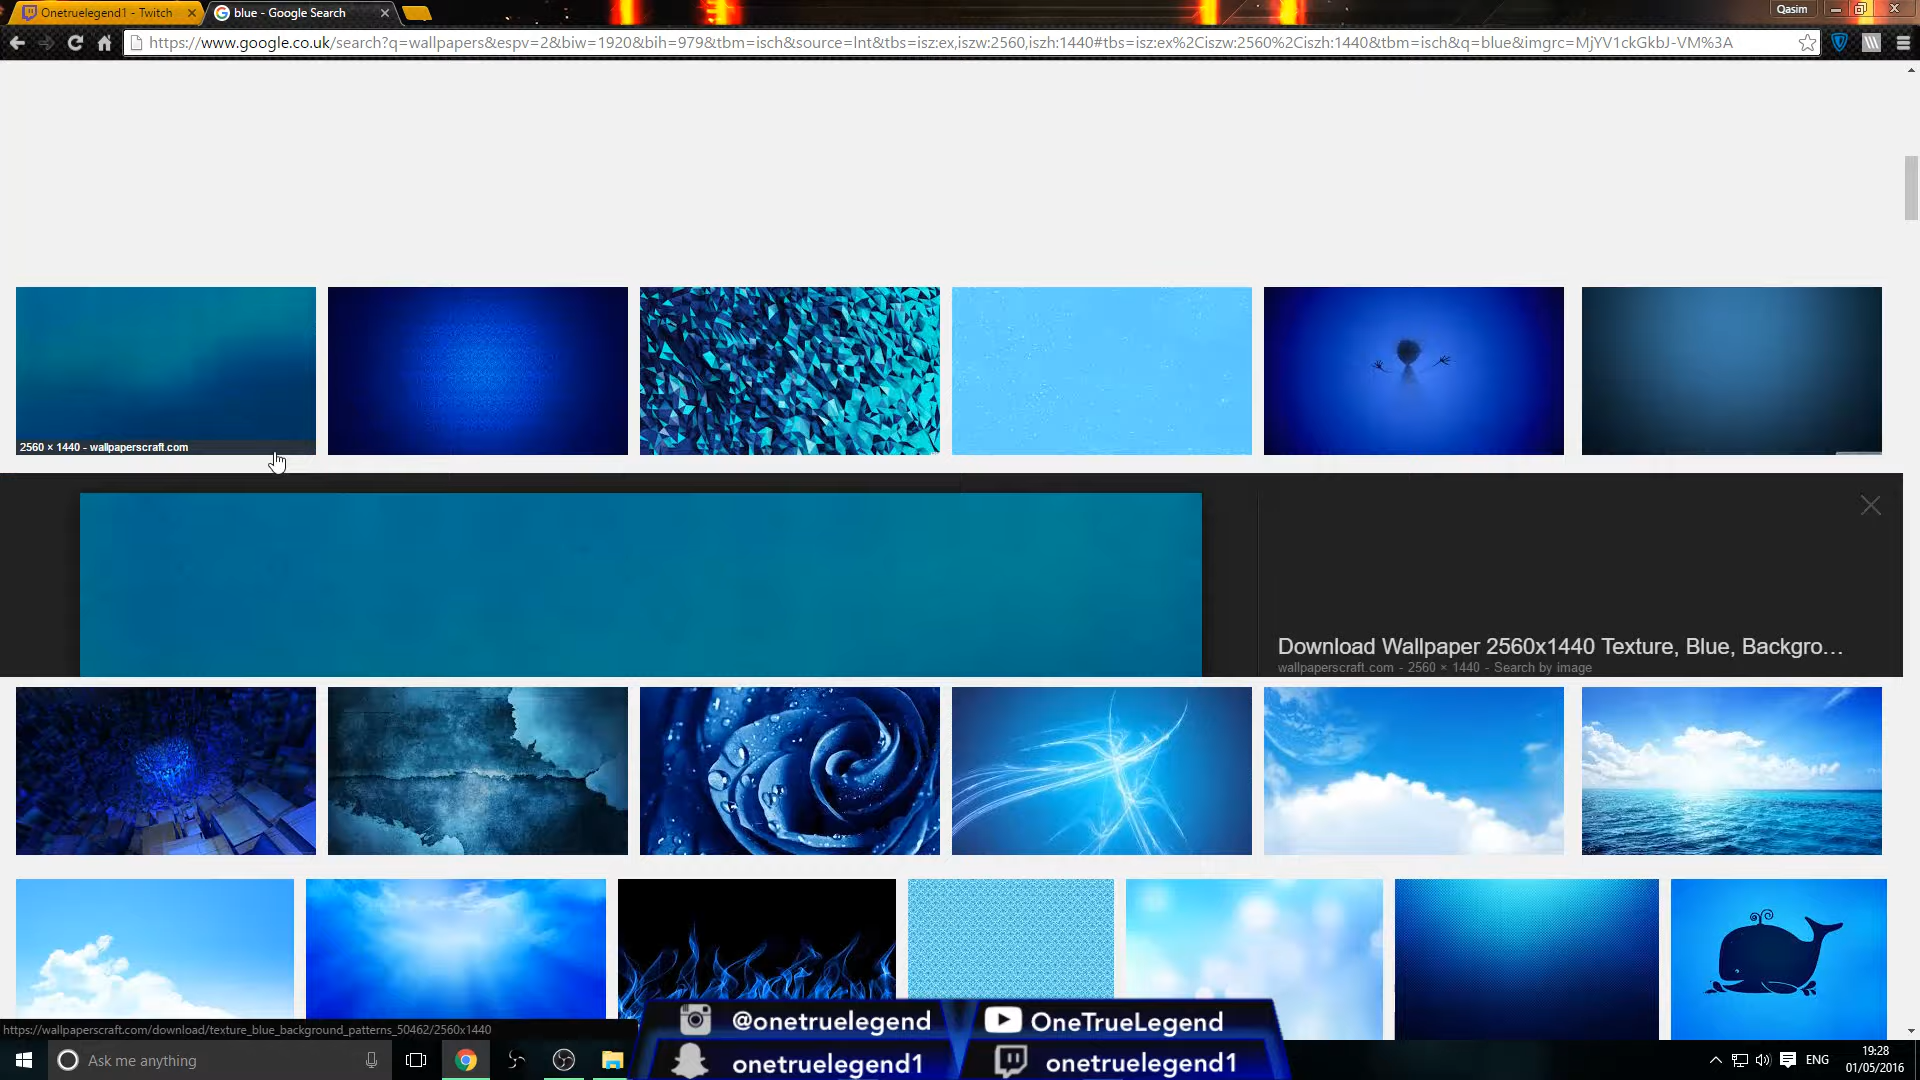 Onetruelegend1 - Twitch
blue - Google Search
Qasim
https://www.google.co.uk/search?q=wallpapers&espv=2&biw=1920&bih=979&tbm=isch&source=lnt&tbs=isz:ex,iszw:2560,iszh:1440#tbs=isz:ex%2Ciszw:2560%2Ciszh:1440&tbm=isch&q=blue&imgrc=MjYV1ckGkbJ-VM%3A
2560 × 1440 - wallpaperscraft.com
Download Wallpaper 2560x1440 Texture, Blue, Backgro...
wallpaperscraft.com - 2560 × 1440 - Search by image
https://wallpaperscraft.com/download/texture_blue_background_patterns_50462/2560x1440
@onetruelegend
OneTrueLegend
onetruelegend1
onetruelegend1
Ask me anything
ENG
19:28
01/05/2016